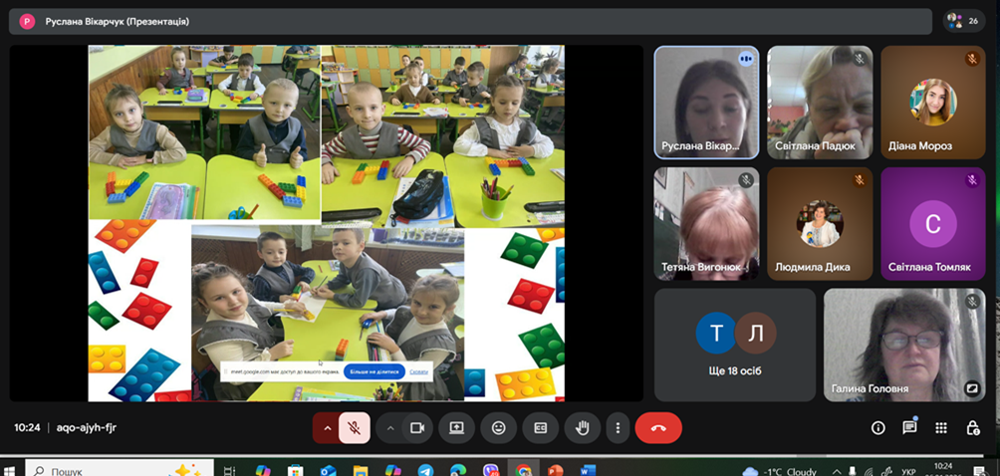 Руслана Вікарчук (Презентація)
26
Руслана Вікар...
Світлана Падюк
Діана Мороз
Тетяна Вигонюк
Людмила Дика
С
Світлана Томляк
Т Л
Ще 18 осіб
Галина Головня
meet.google.com має доступ до вашого екрана.
Більше не ділитися
Сховати
10:24 | aqo-ajyh-fjr
Пошук
-1°C Cloudy
УКР
10:24